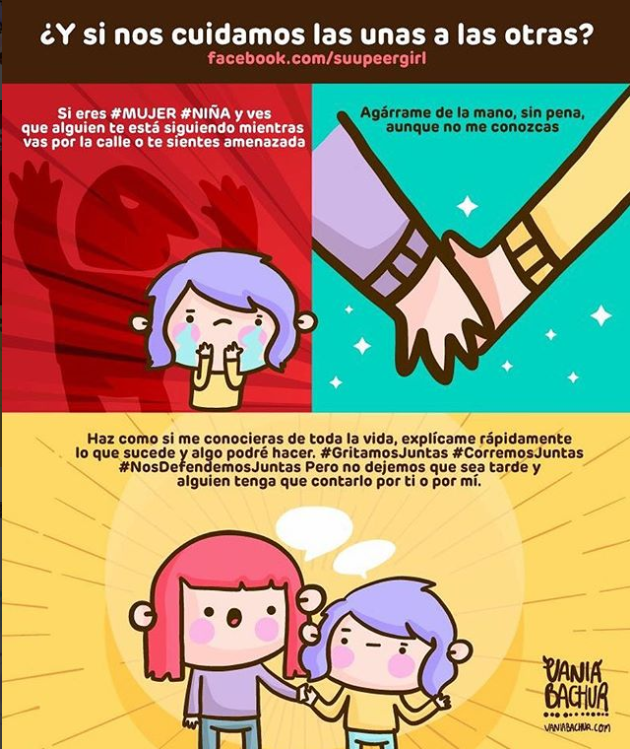 ¿Y si nos cuidamos las unas a las otras?
facebook.com/suupeergirl
Si eres #MUJER #NIÑA y ves
que alguien te está siguiendo mientras
vas por la calle o te sientes amenazada
Agárrame de la mano, sin pena,
aunque no me conozcas
Haz como si me conocieras de toda la vida, explícame rápidamente
lo que sucede y algo podré hacer. #GritamosJuntas #CorremosJuntas
#NosDefendemosJuntas Pero no dejemos que sea tarde y
alguien tenga que contarlo por ti o por mí.
VANIA
BACHUR
VANIABACHUR.COM